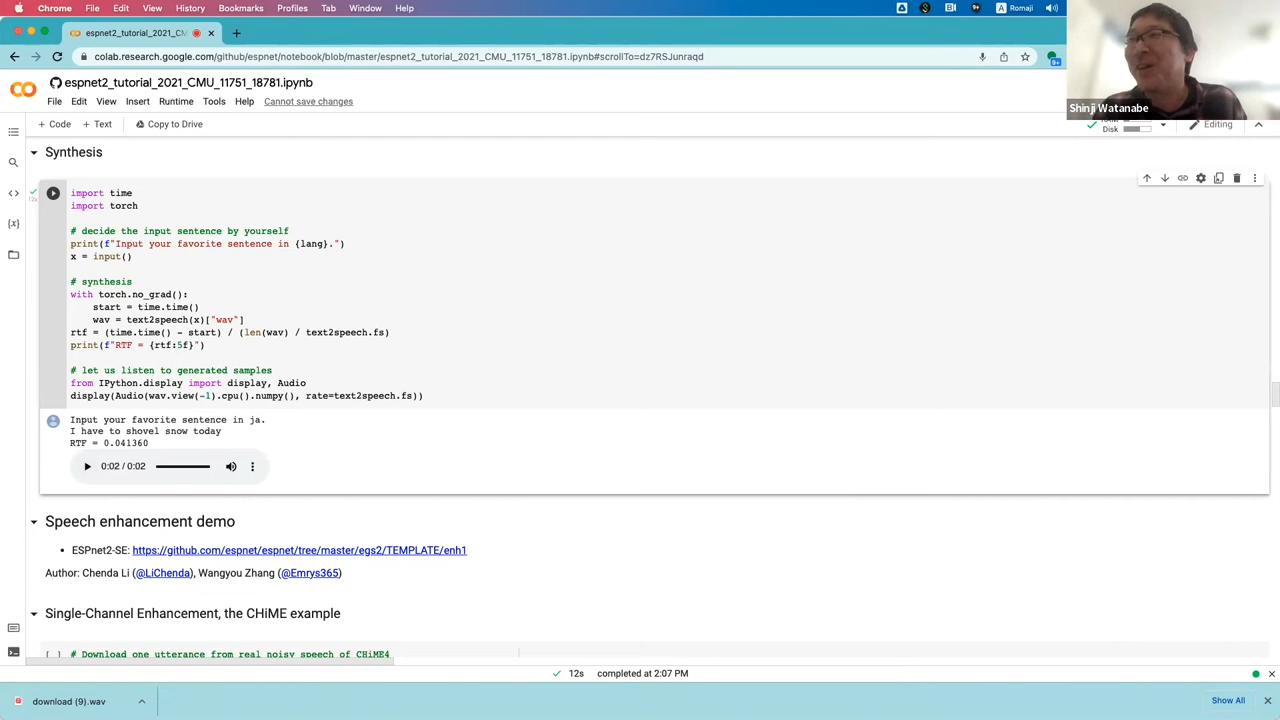 Chrome File Edit View History Bookmarks Profiles Tab Window Help
A Romaji
espnet2_tutorial_2021_CMU_11
colab.research.google.com/github/espnet/notebook/blob/master/espnet2_tutorial_2021_CMU_11751_18781.ipynb#scrollTo=dz7RSJunraqd
9+
espnet2_tutorial_2021_CMU_11751_18781.ipynb
File Edit View Insert Runtime Tools Help Cannot save changes
Shinji Watanabe
+ Code + Text Copy to Drive
Disk
Editing
Synthesis
12s
import time
import torch
# decide the input sentence by yourself
print(f"Input your favorite sentence in {lang}.")
x = input()
# synthesis
with torch.no_grad():
start = time.time()
wav = text2speech(x)["wav"]
rtf = (time.time() - start) / (len(wav) / text2speech.fs)
print(f"RTF = {rtf:5f}")
# let us listen to generated samples
from IPython.display import display, Audio
display(Audio(wav.view(-1).cpu().numpy(), rate=text2speech.fs))
Input your favorite sentence in ja.
I have to shovel snow today
RTF = 0.041360
0:02 / 0:02
Speech enhancement demo
• ESPnet2-SE: https://github.com/espnet/espnet/tree/master/egs2/TEMPLATE/enh1
Author: Chenda Li (@LiChenda), Wangyou Zhang (@Emrys365)
Single-Channel Enhancement, the CHiME example
[ ] # Download one utterance from real noisy speech of CHiME4
12s completed at 2:07 PM
download (9).wav
Show All